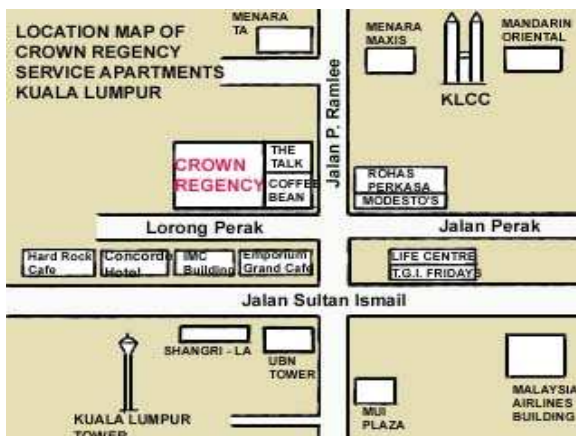 LOCATION MAP OF
CROWN REGENCY
SERVICE APARTMENTS
KUALA LUMPUR
MENARA
TA
MENARA
MAXIS
KLCC
MANDARIN
ORIENTAL
Jalan P. Ramlee
CROWN
REGENCY
THE
TALK
COFFEE
BEAN
ROHAS
PERKASA
MODESTO'S
Lorong Perak
Jalan Perak
Hard Rock
Cafe
Concorde
Hotel
IMC
Building
Emporium
Grand Cafe
LIFE CENTRE
T.G.I. FRIDAYS
Jalan Sultan Ismail
SHANGRI - LA
UBN
TOWER
KUALA LUMPUR
TOWER
MUI
PLAZA
MALAYSIA
AIRLINES
BUILDING